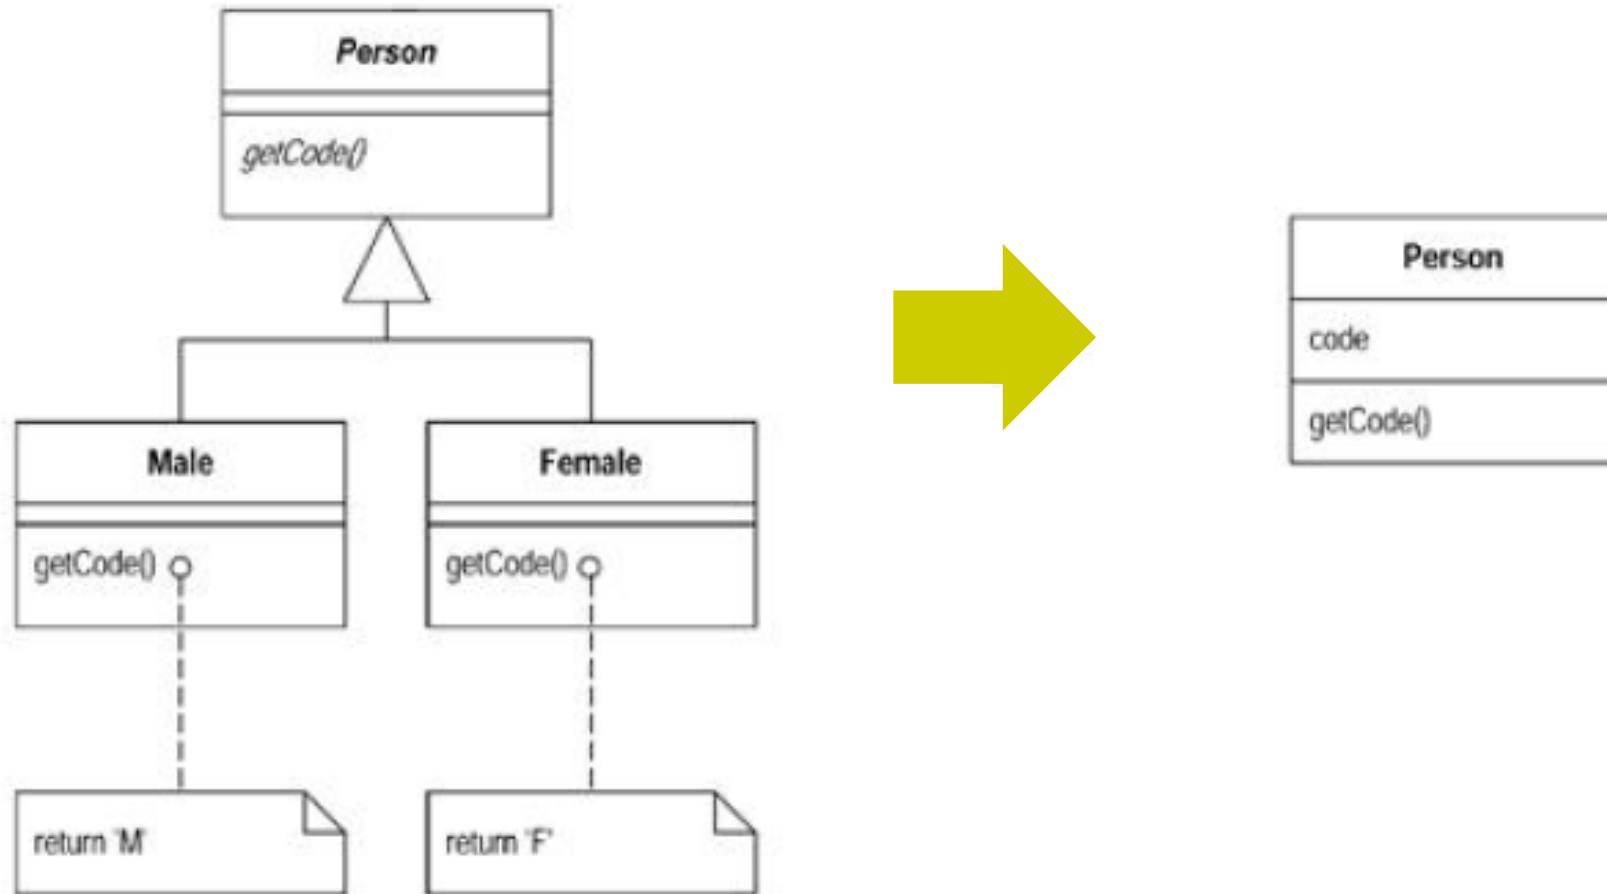 Person
getCode()
Male
getCode()
return 'M'
Female
getCode()
return 'F'
Person
code
getCode()